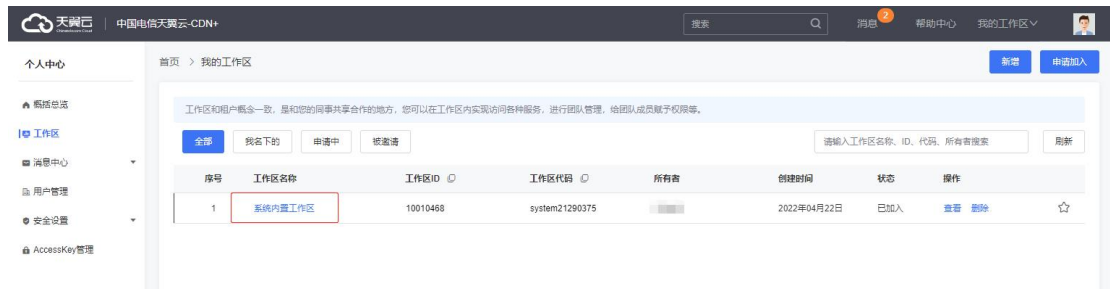 天翼云 中国电信天翼云-CDN+ 搜索 消息 2 帮助中心 我的工作区
个人中心 首页 > 我的工作区 新增 申请加入
概括总览 工作区和租户概念一致，是和您的同事共享合作的地方，您可以在工作区内实现访问各种服务，进行团队管理，给团队成员赋予权限等。
工作区 全部 我名下的 申请中 被邀请 请输入工作区名称、ID、代码、所有者搜索 刷新
消息中心
序号 工作区名称 工作区ID 工作区代码 所有者 创建时间 状态 操作
用户管理
1 系统内置工作区 10010468 system21290375 2022年04月22日 已加入 查看 删除
安全设置
AccessKey管理